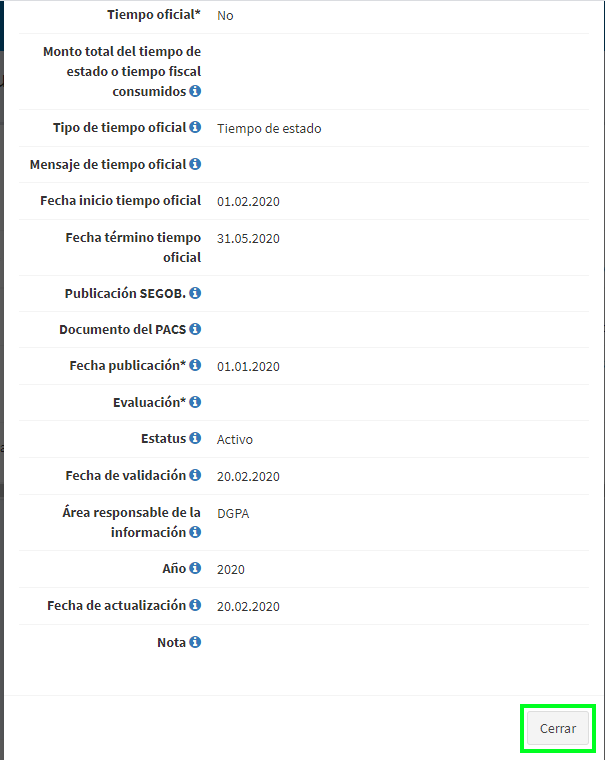 Tiempo oficial* No
Monto total del tiempo de
estado o tiempo fiscal
consumidos
Tipo de tiempo oficial Tiempo de estado
Mensaje de tiempo oficial
Fecha inicio tiempo oficial 01.02.2020
Fecha término tiempo 31.05.2020
oficial
Publicación SEGOB.
Documento del PACS
Fecha publicación* 01.01.2020
Evaluación*
Estatus Activo
Fecha de validación 20.02.2020
Área responsable de la DGPA
información
Año 2020
Fecha de actualización 20.02.2020
Nota
Cerrar